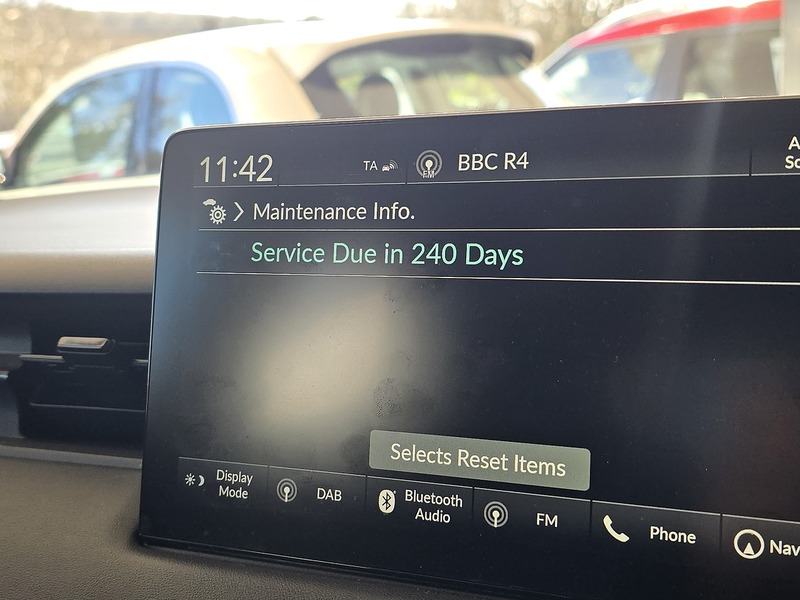 11:42
TA
FM
BBC R4
Maintenance Info.
Service Due in 240 Days
Selects Reset Items
Display
Mode
DAB
Bluetooth
Audio
FM
Phone
Nav